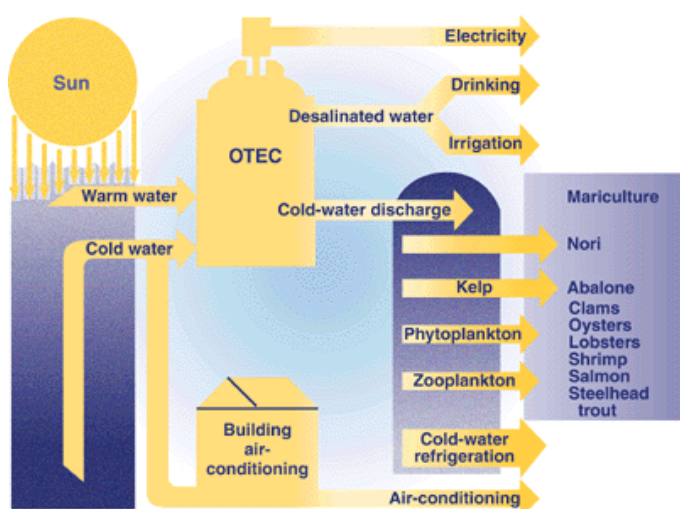 Sun
OTEC
Warm water
Cold water
Electricity
Desalinated water
Drinking
Irrigation
Cold-water discharge
Mariculture
Nori
Kelp
Abalone
Clams
Oysters
Lobsters
Shrimp
Salmon
Steelhead
trout
Phytoplankton
Zooplankton
Cold-water
refrigeration
Building
air-
conditioning
Air-conditioning